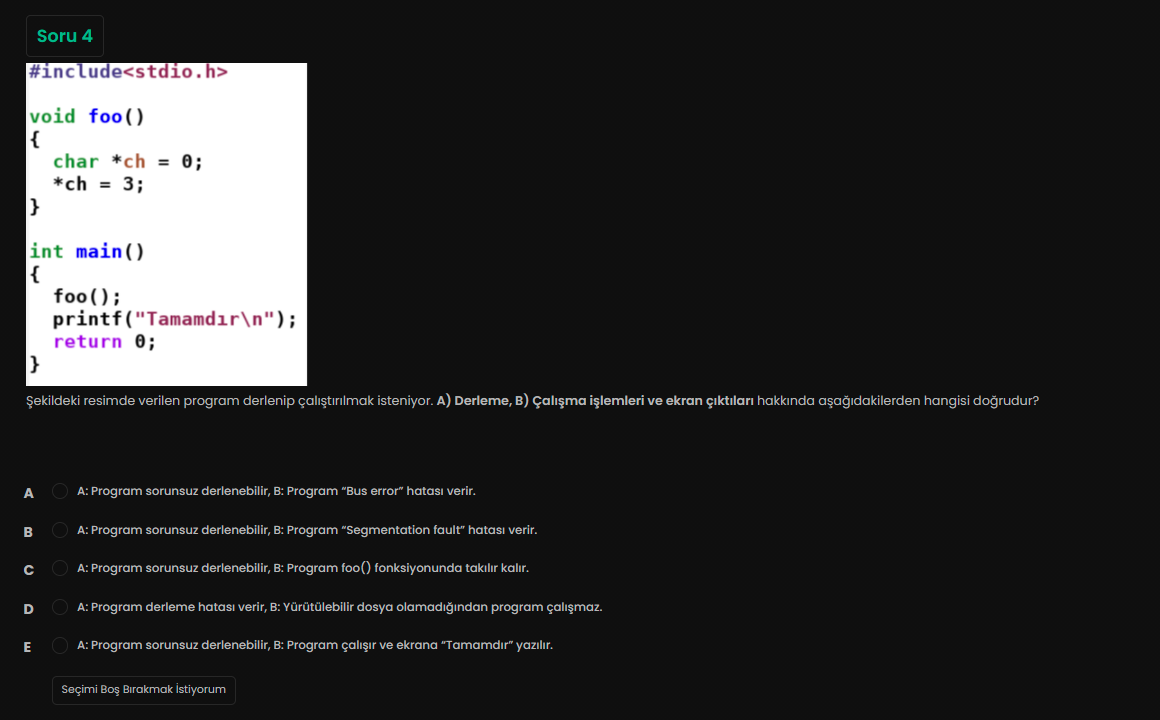 Soru 4
#include<stdio.h>
void foo()
{
char *ch = 0;
*ch = 3;
}
int main()
{
foo();
printf("Tamamdır\n");
return 0;
}
Şekildeki resimde verilen program derlenip çalıştırılmak isteniyor. A) Derleme, B) Çalışma işlemleri ve ekran çıktıları hakkında aşağıdakilerden hangisi doğrudur?
A A: Program sorunsuz derlenebilir, B: Program “Bus error” hatası verir.
B A: Program sorunsuz derlenebilir, B: Program “Segmentation fault” hatası verir.
C A: Program sorunsuz derlenebilir, B: Program foo() fonksiyonunda takılır kalır.
D A: Program derleme hatası verir, B: Yürütülebilir dosya olamadığından program çalışmaz.
E A: Program sorunsuz derlenebilir, B: Program çalışır ve ekrana “Tamamdır” yazılır.
Seçimi Boş Bırakmak İstiyorum